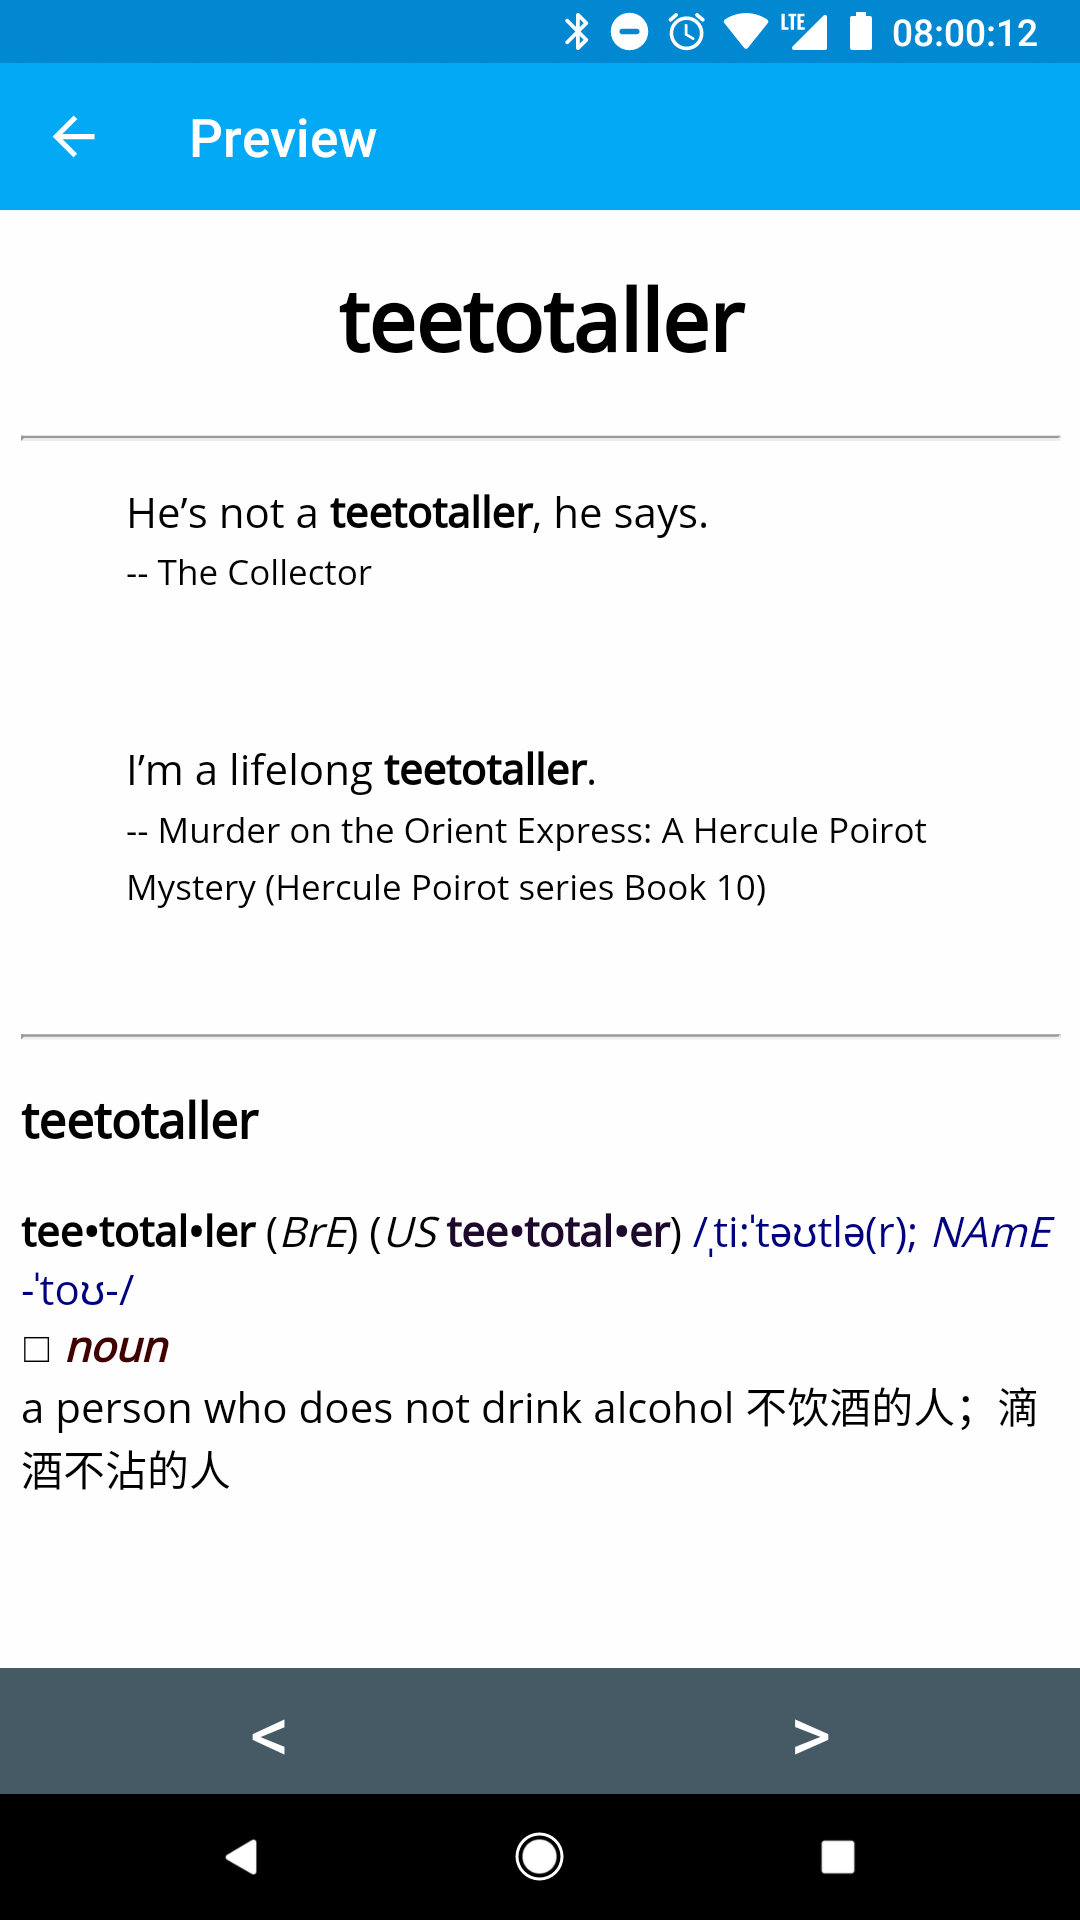 LTE 08:00:12
Preview
teetotaller
He’s not a teetotaller, he says.
-- The Collector
I’m a lifelong teetotaller.
-- Murder on the Orient Express: A Hercule Poirot
Mystery (Hercule Poirot series Book 10)
teetotaller
tee•total•ler (BrE) (US tee•total•er) /ˌtiːˈtəʊtlə(r); NAmE
-ˈtoʊ-/
□ noun
a person who does not drink alcohol 不饮酒的人；滴
酒不沾的人
< >